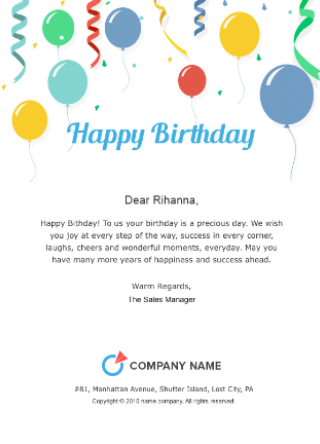 Happy Birthday
Dear Rihanna,
Happy Bithday! To us your birthday is a precious day. We wish
you joy at every step of the way, success in every corner,
laughs, cheers and wonderful moments, everyday. May you
have many more years of happiness and success ahead.
Warm Regards,
The Sales Manager
COMPANY NAME
#81, Manhattan Avenue, Shutter Island, Lost City, PA
Copyright © 2015 name company, All rights reserved